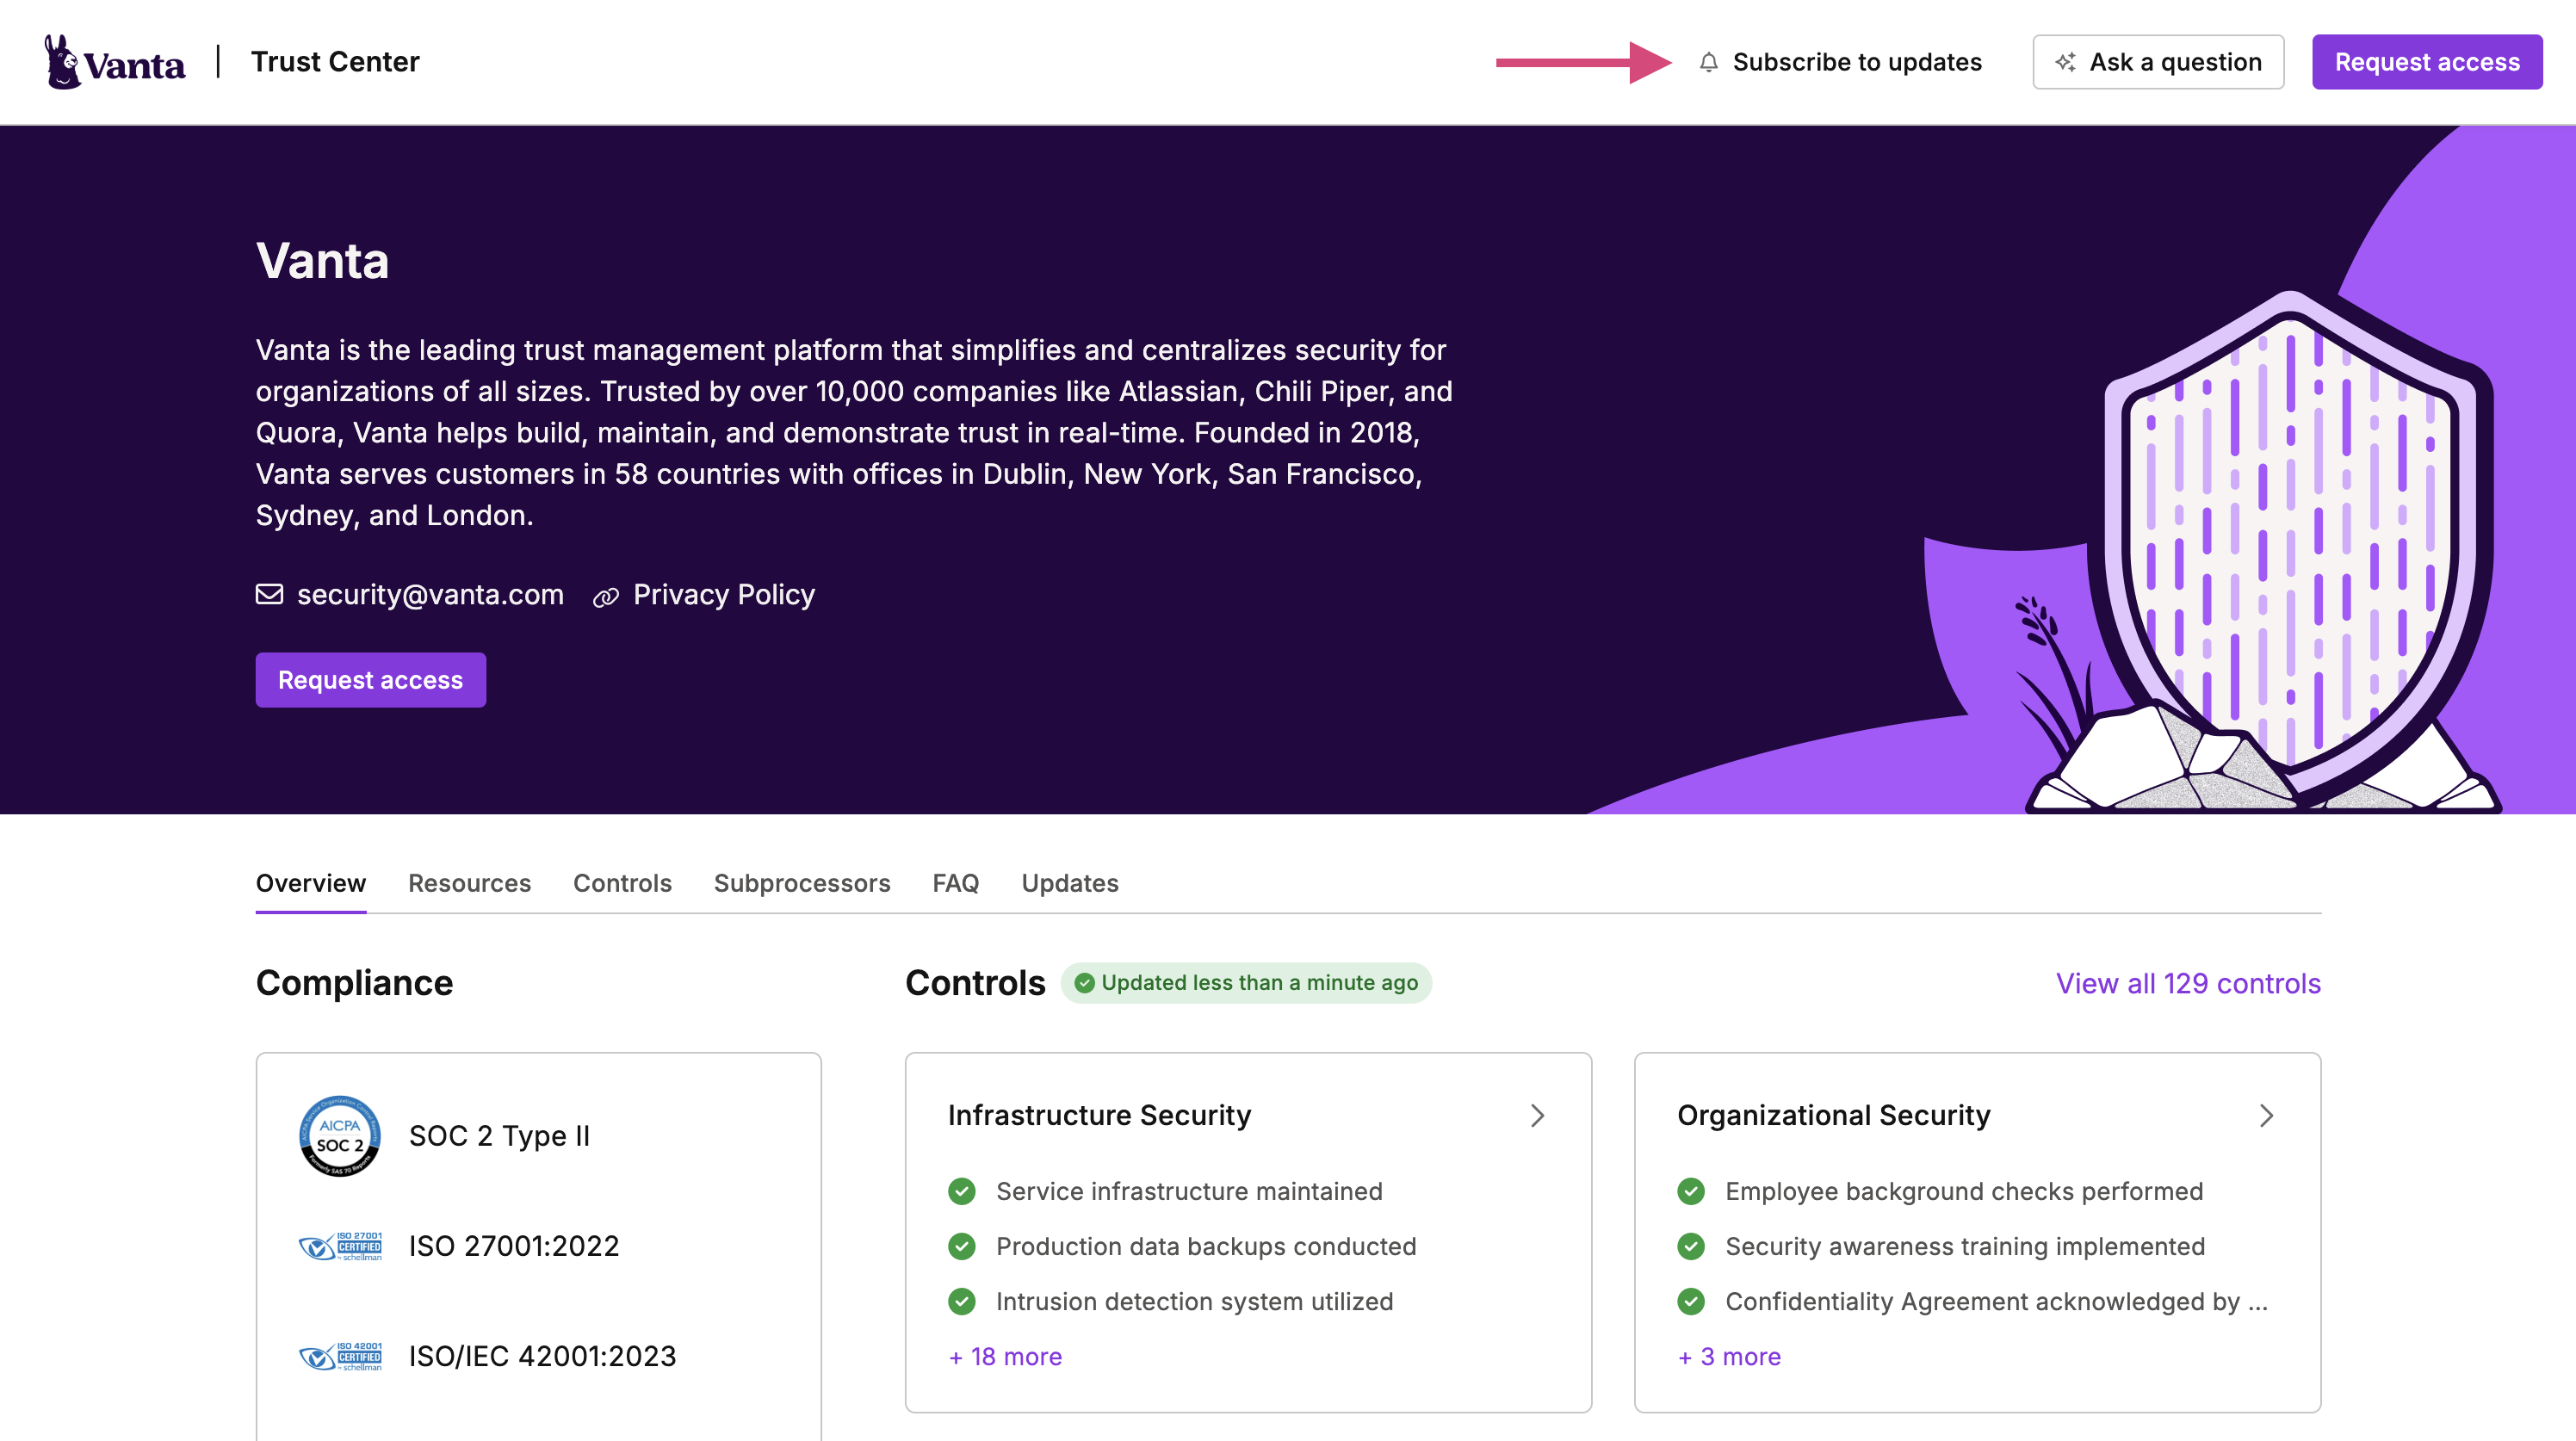 Vanta | Trust Center
Subscribe to updates
Ask a question
Request access
Vanta
Vanta is the leading trust management platform that simplifies and centralizes security for
organizations of all sizes. Trusted by over 10,000 companies like Atlassian, Chili Piper, and
Quora, Vanta helps build, maintain, and demonstrate trust in real-time. Founded in 2018,
Vanta serves customers in 58 countries with offices in Dublin, New York, San Francisco,
Sydney, and London.
security@vanta.com
Privacy Policy
Request access
Overview
Resources
Controls
Subprocessors
FAQ
Updates
Compliance
AICPA
SOC 2
Formerly SAS 70 Reports
SOC 2 Type II
ISO 27001
CERTIFIED
schellman
ISO 27001:2022
ISO 42001
CERTIFIED
schellman
ISO/IEC 42001:2023
Controls
Updated less than a minute ago
View all 129 controls
Infrastructure Security
Service infrastructure maintained
Production data backups conducted
Intrusion detection system utilized
+ 18 more
Organizational Security
Employee background checks performed
Security awareness training implemented
Confidentiality Agreement acknowledged by ...
+ 3 more